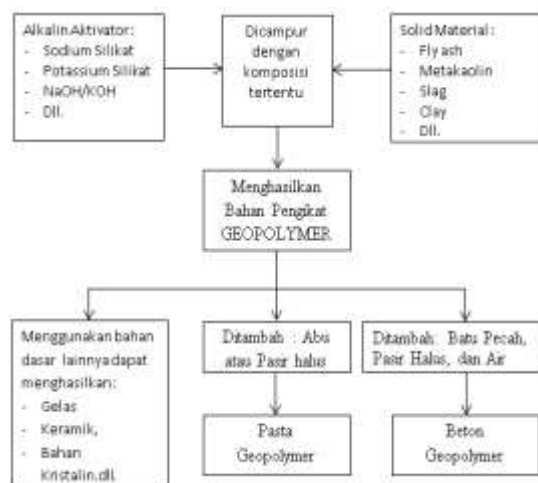 Alkalin Aktivator:
- Sodium Silikat
- Potassium Silikat
- NaOH/KOH
- Dll.
Dicampur
dengan
komposisi
tertentu
Solid Material :
- Fly ash
- Metakaolin
- Slag
- Clay
- Dll.
Menghasilkan
Bahan Pengikat
GEOPOLYMER
Menggunakan bahan
dasar lainnya dapat
menghasilkan:
- Gelas
- Keramik,
- Bahan
Kristalin.dll.
Ditambah : Abu
atau Pasir halus
Ditambah: Batu Pecah,
Pasir Halus, dan Air
Pasta
Geopolymer
Beton
Geopolymer